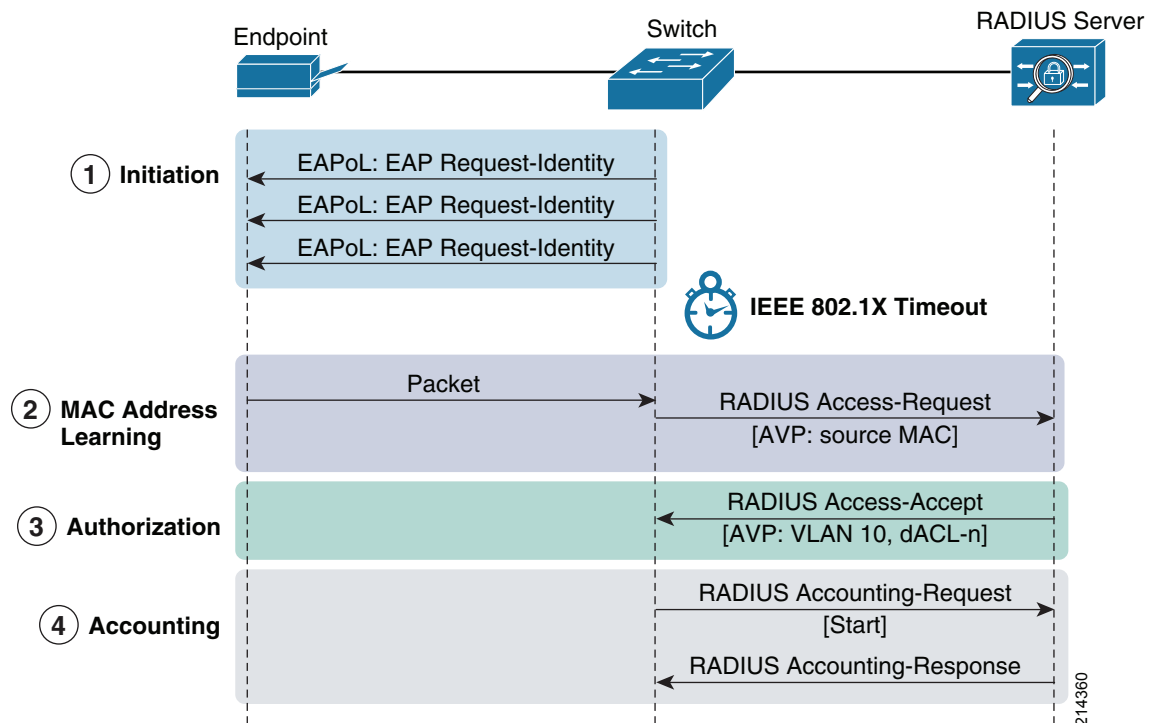 Endpoint
Switch
RADIUS Server
1 Initiation
EAPoL: EAP Request-Identity
EAPoL: EAP Request-Identity
EAPoL: EAP Request-Identity
IEEE 802.1X Timeout
2 MAC Address
Learning
Packet
RADIUS Access-Request
[AVP: source MAC]
3 Authorization
RADIUS Access-Accept
[AVP: VLAN 10, dACL-n]
4 Accounting
RADIUS Accounting-Request
[Start]
RADIUS Accounting-Response
214360